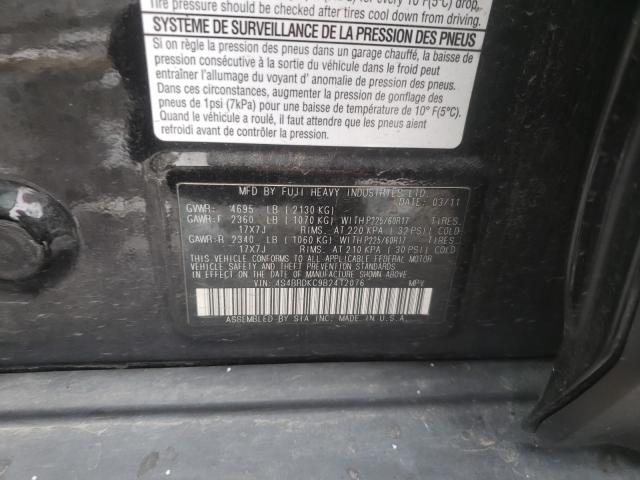 Tire pressure should be checked after tires cool down from driving.
SYSTÈME DE SURVEILLANCE DE LA PRESSION DES PNEUS
Si on règle la pression des pneus dans un garage chauffé, la baisse de
pression consécutive à la sortie du véhicule dans le froid peut
entraîner l'allumage du voyant d' anomalie de pression des pneus.
Dans ces circonstances, augmenter la pression de gonflage des
pneus de 1psi (7kPa) pour une baisse de température de 10° F(5°C).
Quand le véhicule a roulé, il faut attendre que les pneus aient
refroidi avant de contrôler la pression.
MFD BY FUJI HEAVY INDUSTRIES LTD.
DATE: 03/11
GVWR: 4695 LB (2130 KG)
GAWR:F 2360 LB (1070 KG) WITH P225/60R17 TIRES,
17X7J RIMS, AT 220 KPA (32 PSI) COLD
GAWR:R 2340 LB (1060 KG) WITH P225/60R17 TIRES,
17X7J RIMS, AT 210 KPA (30 PSI) COLD
THIS VEHICLE CONFORMS TO ALL APPLICABLE FEDERAL MOTOR
VEHICLE SAFETY STANDARDS IN EFFECT ON THE
DATE OF MANUFACTURE SHOWN ABOVE.
VIN: 4S4BRDKC9B2412076 MPV
ASSEMBLED BY SIA INC. MADE IN U.S.A.